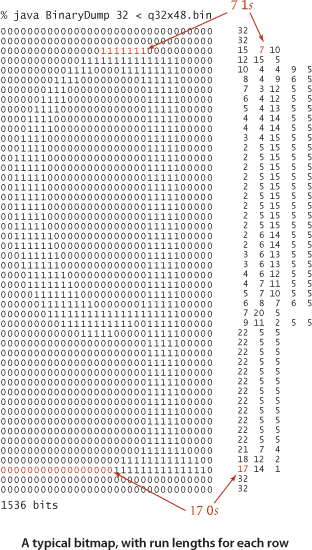 % java BinaryDump 32 < q32x48.bin
7 1s
00000000000000000000000000000000 32
00000000000000000000000000000000 32
00000000000000011111110000000000 15 7 10
00000000000011111111111111100000 12 15 5
00000000001111000011111111100000 10 4 4 9 5
00000000111100000000011111100000 8 4 9 6 5
00000001110000000000001111100000 7 3 12 5 5
00000011110000000000001111100000 6 4 12 5 5
00000111100000000000001111100000 5 4 13 5 5
00001111000000000000001111100000 4 4 14 5 5
00001111000000000000001111100000 4 4 14 5 5
00011110000000000000001111100000 3 4 15 5 5
00111110000000000000001111100000 2 5 15 5 5
00111110000000000000001111100000 2 5 15 5 5
00111110000000000000001111100000 2 5 15 5 5
00111110000000000000001111100000 2 5 15 5 5
00111110000000000000001111100000 2 5 15 5 5
00111110000000000000001111100000 2 5 15 5 5
00111110000000000000001111100000 2 5 15 5 5
00111110000000000000001111100000 2 5 15 5 5
00111110000000000000001111100000 2 5 15 5 5
00111111000000000000001111100000 2 6 14 5 5
00111111000000000000001111100000 2 6 14 5 5
00011111100000000000001111100000 3 6 13 5 5
00011111100000000000001111100000 3 6 13 5 5
00001111110000000000001111100000 4 6 12 5 5
00001111111000000000001111100000 4 7 11 5 5
00000111111100000000001111100000 5 7 10 5 5
00000011111111000000011111100000 6 8 7 6 5
00000001111111111111111111100000 7 20 5
00000000011111111111001111100000 9 11 2 5 5
00000000000011111000001111100000 22 5 5
00000000000000000000001111100000 22 5 5
00000000000000000000001111100000 22 5 5
00000000000000000000001111100000 22 5 5
00000000000000000000001111100000 22 5 5
00000000000000000000001111100000 22 5 5
00000000000000000000001111100000 22 5 5
00000000000000000000001111100000 22 5 5
00000000000000000000001111100000 22 5 5
00000000000000000000001111100000 22 5 5
00000000000000000000001111100000 22 5 5
00000000000000000000001111100000 22 5 5
00000000000000000000011111110000 21 7 4
00000000000000000011111111111100 18 12 2
00000000000000000111111111111110 17 14 1
00000000000000000000000000000000 32
00000000000000000000000000000000 32
1536 bits
17 0s
A typical bitmap, with run lengths for each row